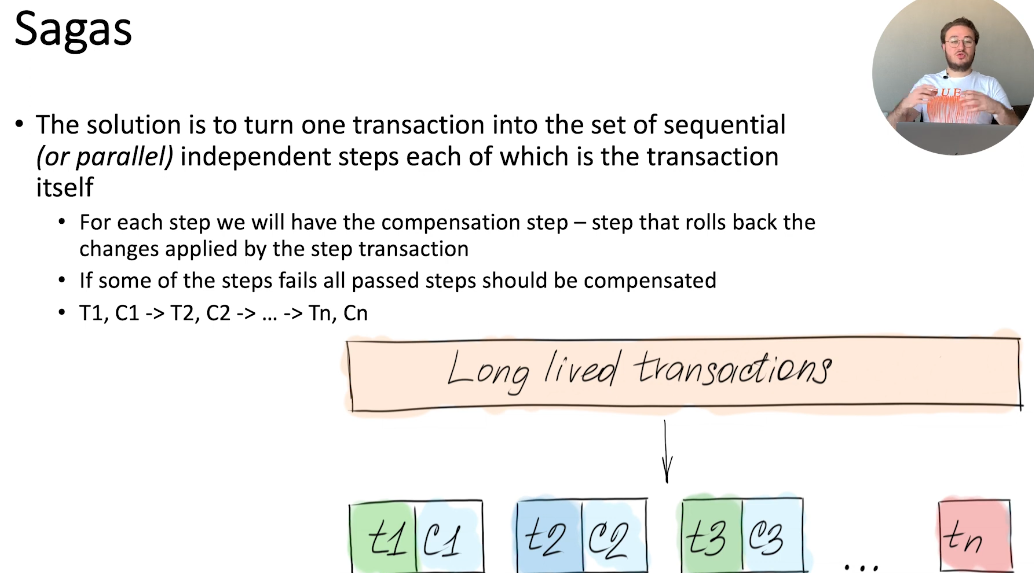 Sagas
• The solution is to turn one transaction into the set of sequential
(or parallel) independent steps each of which is the transaction
itself
• For each step we will have the compensation step – step that rolls back the
changes applied by the step transaction
• If some of the steps fails all passed steps should be compensated
• T1, C1 -> T2, C2 -> ... -> Tn, Cn
Long lived transactions
t1 C1 t2 C2 t3 C3 ... tn